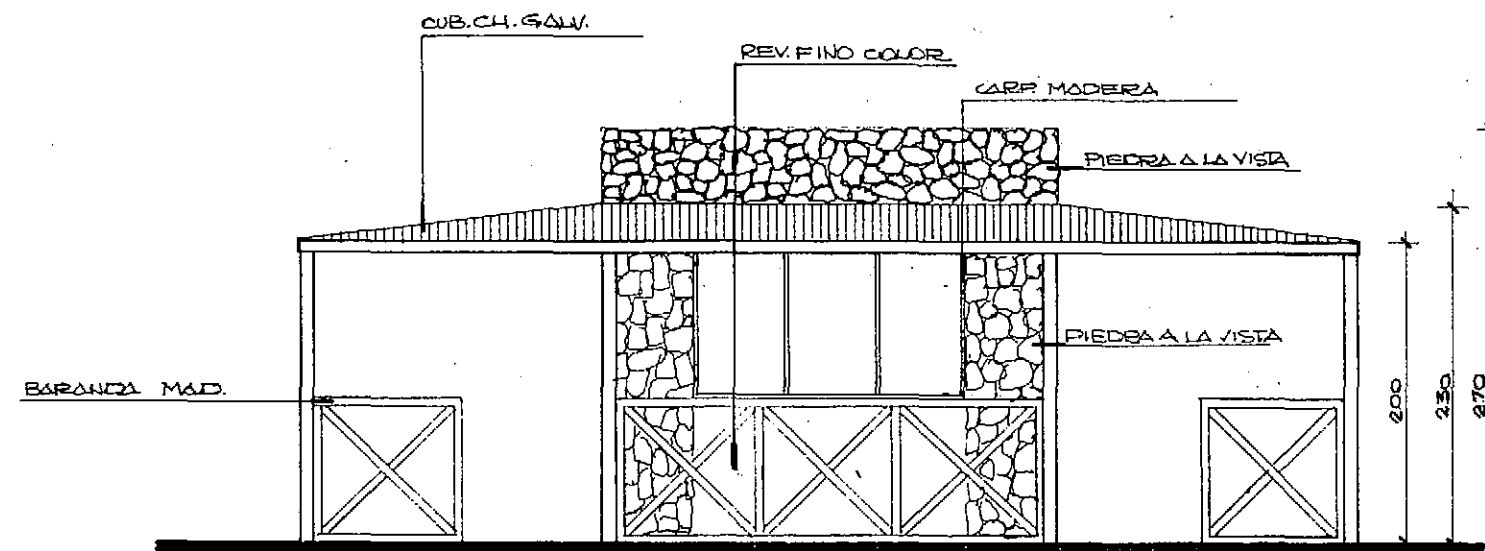 CUB.CH.GALV.
REV.FINO COLOR
CARP. MADERA
PIEDRA A LA VISTA
PIEDRA A LA VISTA
BARANDA MAD.
200
230
270